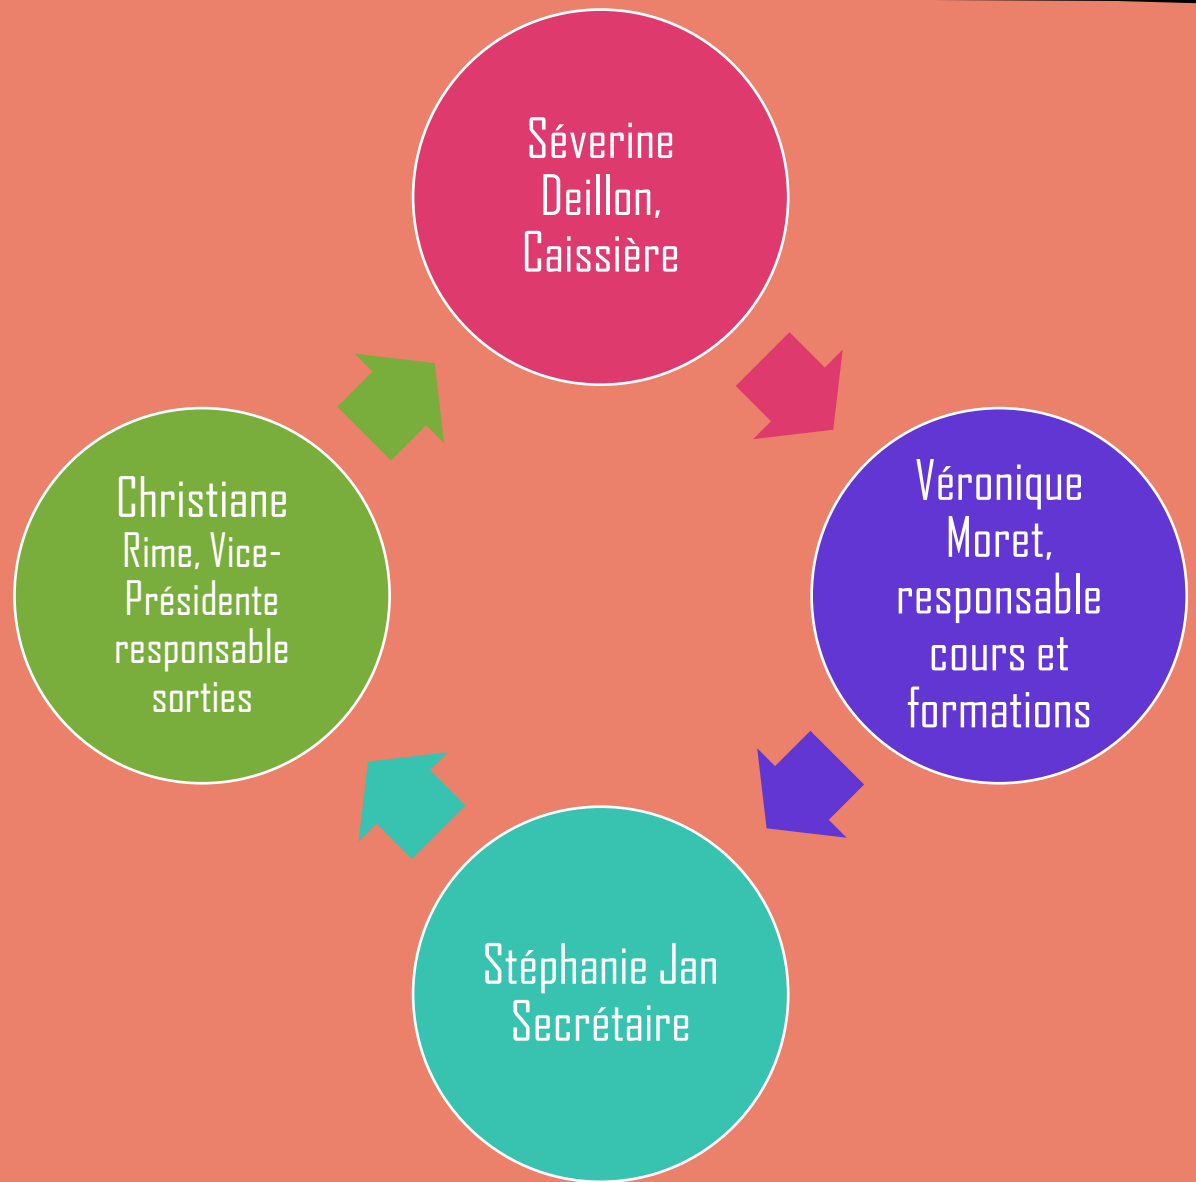 Séverine
Deillon,
Caissière
Véronique
Moret,
responsable
cours et
formations
Stéphanie Jan
Secrétaire
Christiane
Rime, Vice-
Présidente
responsable
sorties